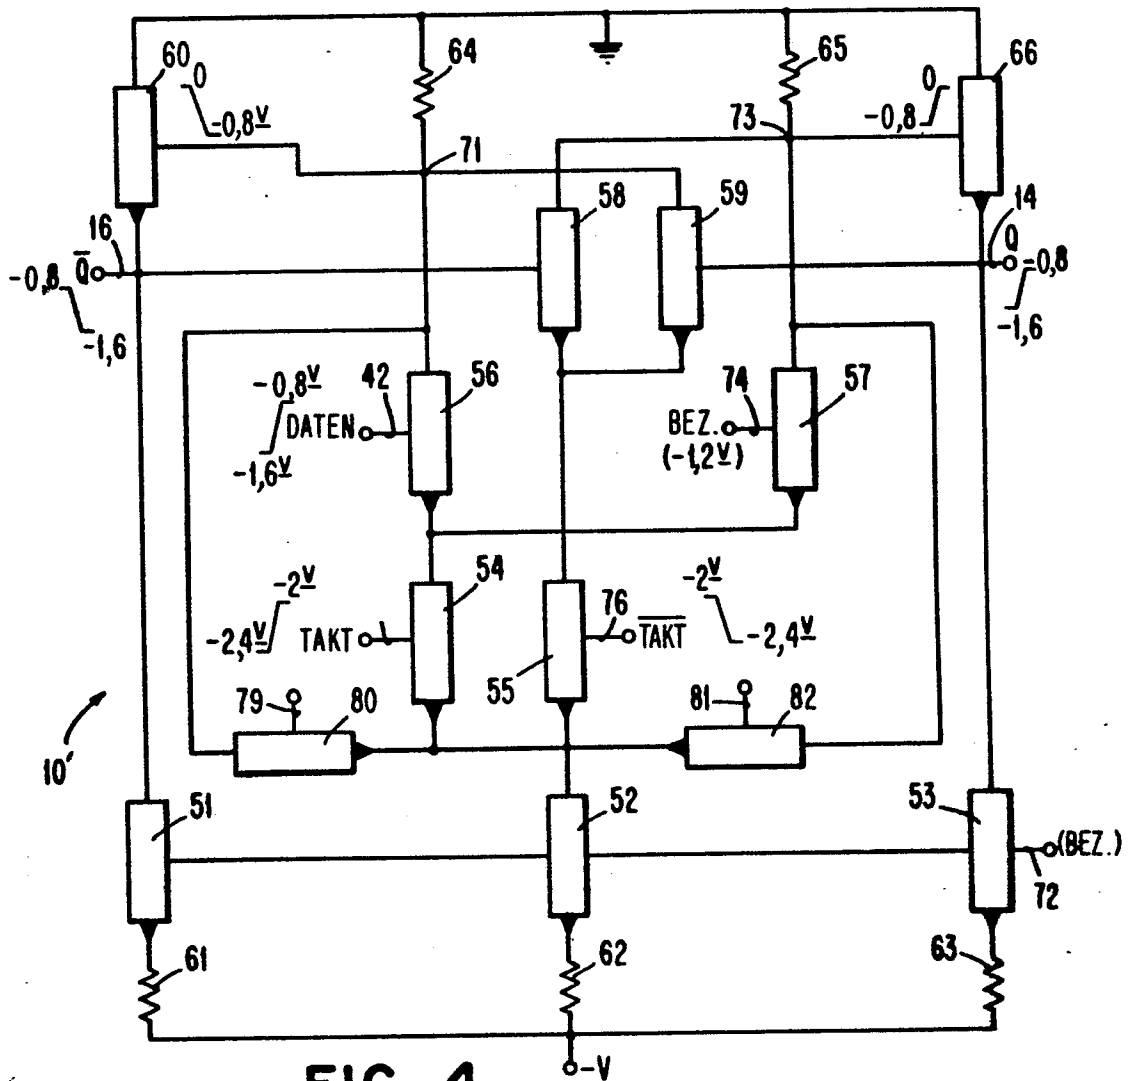 60
0
-0,8V
64
65
66
0
-0,8
73
71
58
59
14
16
Q̅
-0,8
-1,6
Q
-0,8
-1,6
56
57
-0,8V
42
DATEN
-1,6V
74
BEZ.
(-1,2V)
54
-2V
-2,4V
TAKT
76
T̅A̅K̅T̅
-2V
-2,4V
55
79
80
81
82
10'
51
52
53
(BEZ.)
72
61
62
63
-V
FIG. 4